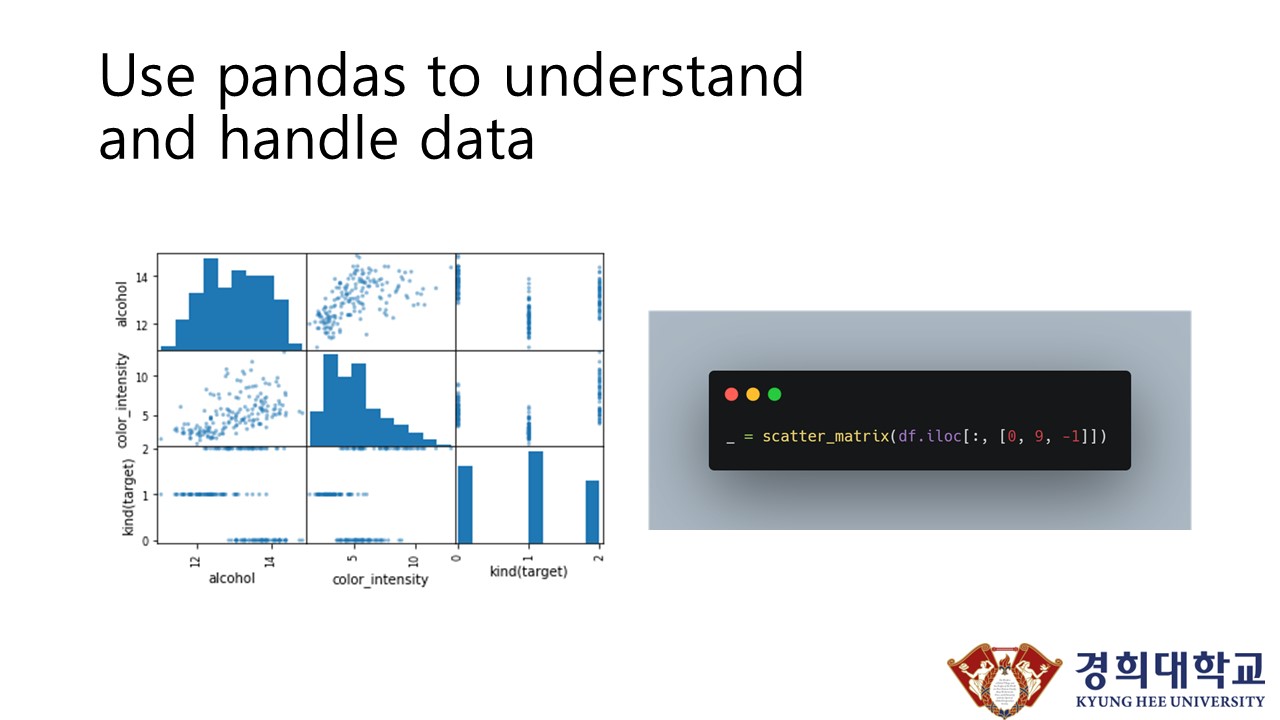 Use pandas to understand
and handle data
alcohol
14
12
color_intensity
10
5
kind(target)
2
1
0
12
14
5
10
0
1
2
alcohol
color_intensity
kind(target)
_ = scatter_matrix(df.iloc[:, [0, 9, -1]])
경희대학교
KYUNG HEE UNIVERSITY